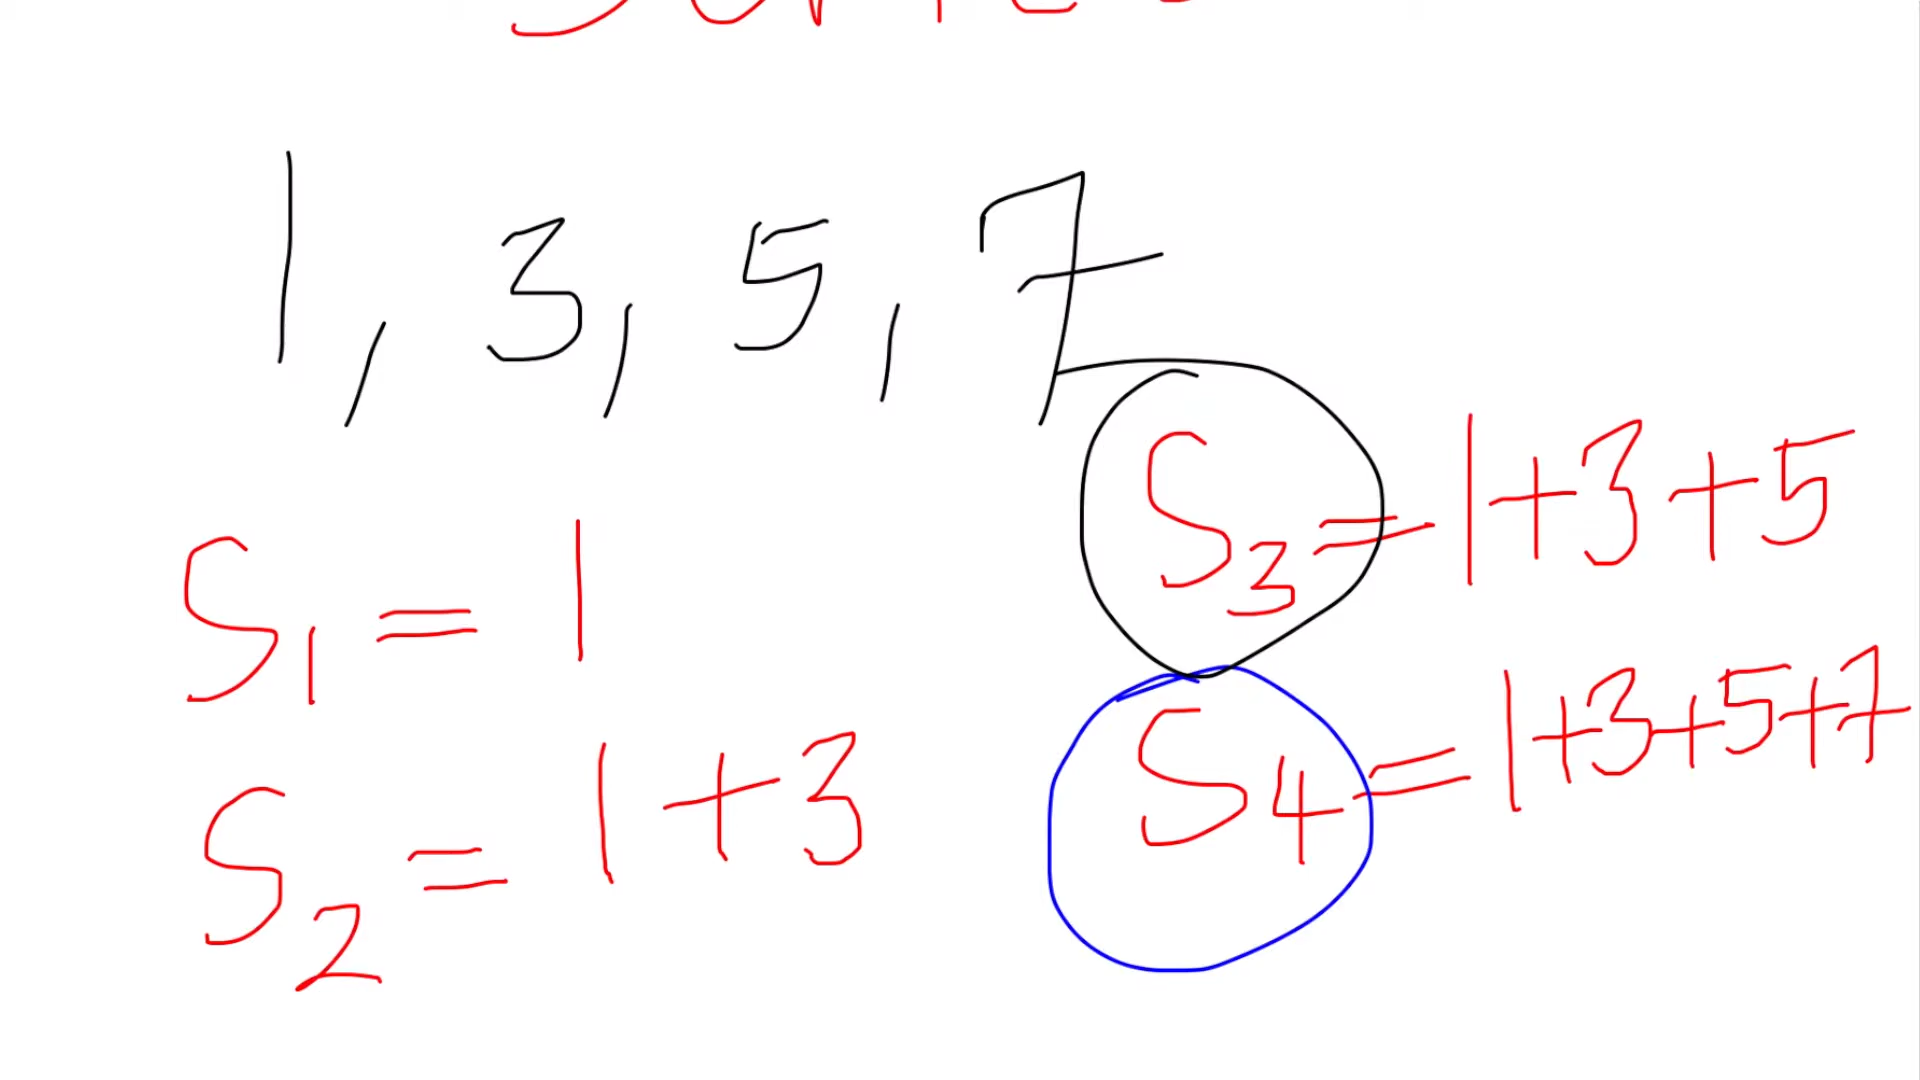 1, 3, 5, 7
S₁ = 1
S₂ = 1 + 3
S₃ = 1+3+5
S₄ = 1+3+5+7